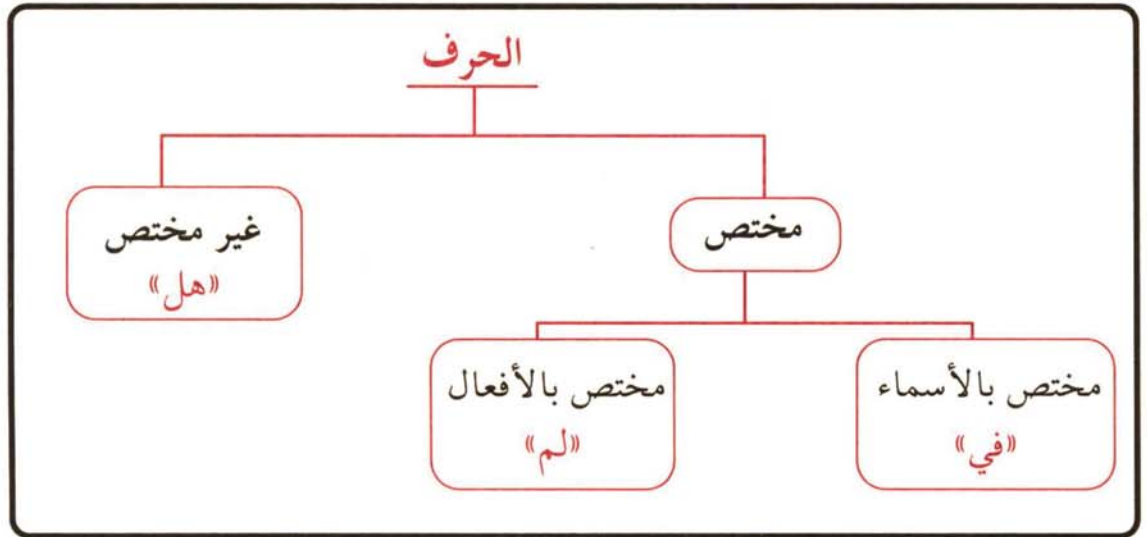 الحرف
مختص
غير مختص
«هل»
مختص بالأسماء
«في»
مختص بالأفعال
«لم»